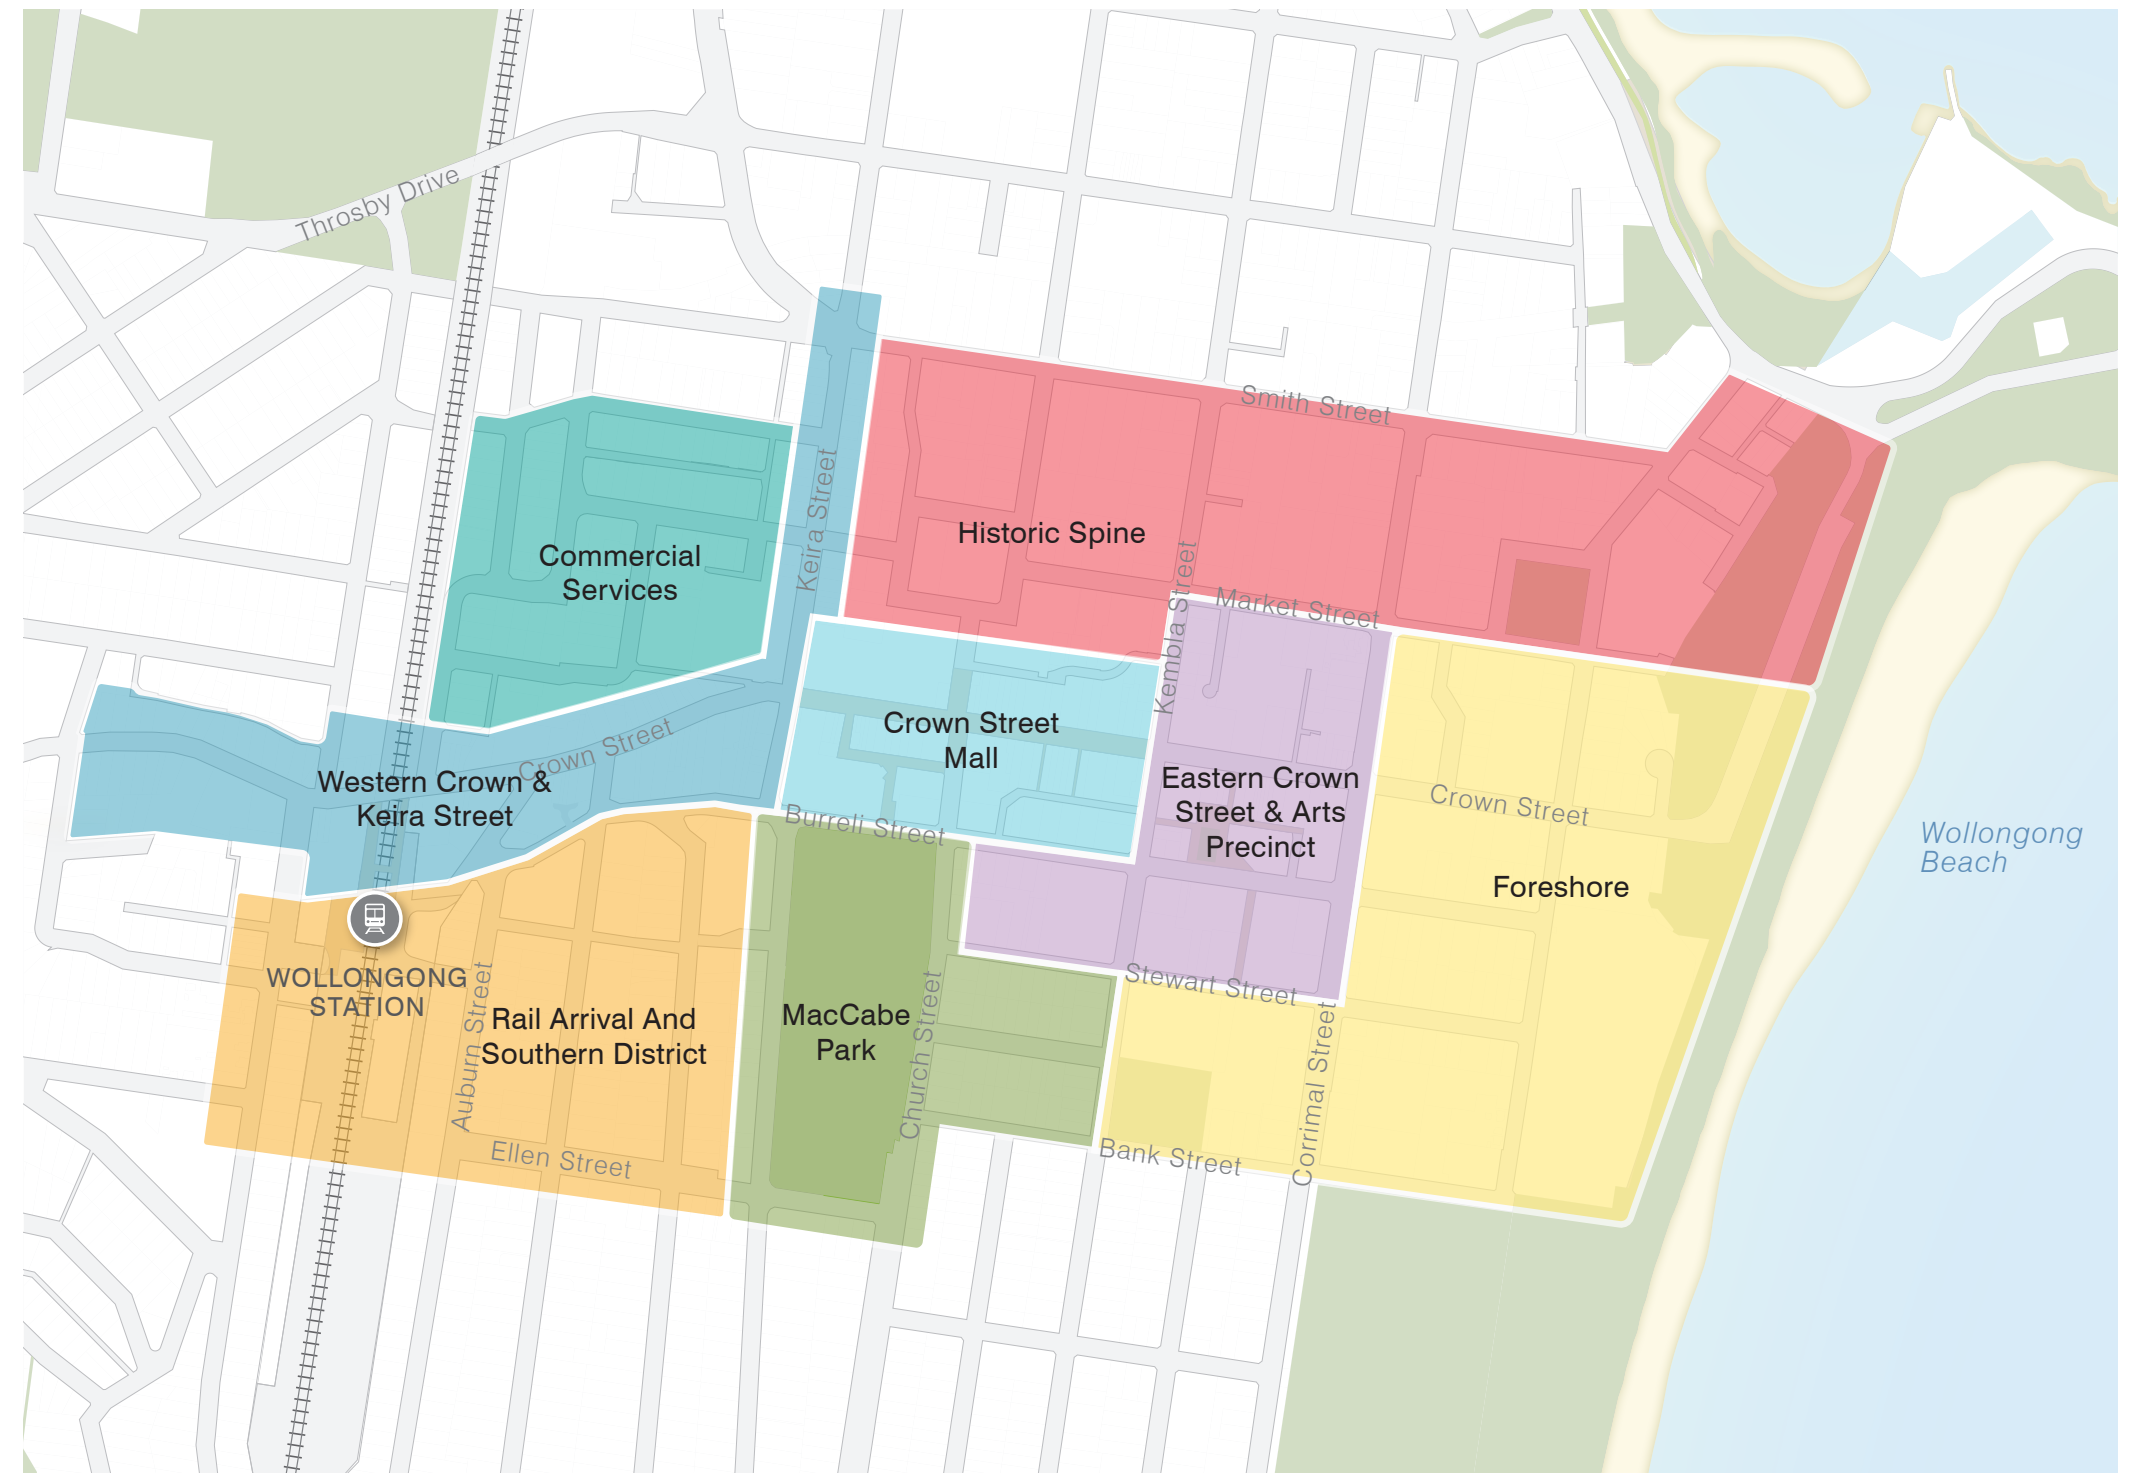 Throsby Drive
Smith Street
Keira Street
Historic Spine
Commercial
Services
Kembla Street
Market Street
Crown Street
Crown Street
Mall
Western Crown &
Keira Street
Eastern Crown
Street & Arts
Precinct
Crown Street
Burreli Street
Wollongong
Beach
Foreshore
WOLLONGONG
STATION
Auburn Street
Rail Arrival And
Southern District
MacCabe
Park
Church Street
Stewart Street
Corrimal Street
Ellen Street
Bank Street